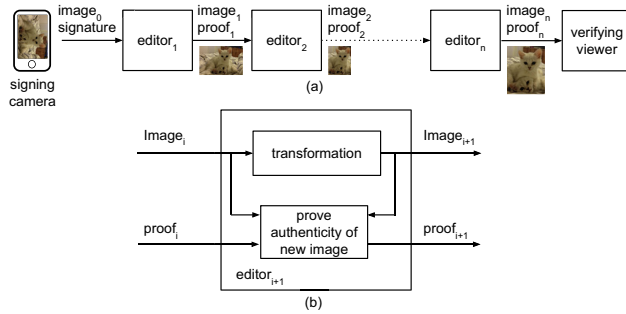 image₀
signature
signing
camera
editor₁
image₁
proof₁
editor₂
image₂
proof₂
editorₙ
imageₙ
proofₙ
verifying
viewer
(a)
Imageᵢ
transformation
Imageᵢ₊₁
prove
authenticity of
new image
proofᵢ
proofᵢ₊₁
editorᵢ₊₁
(b)